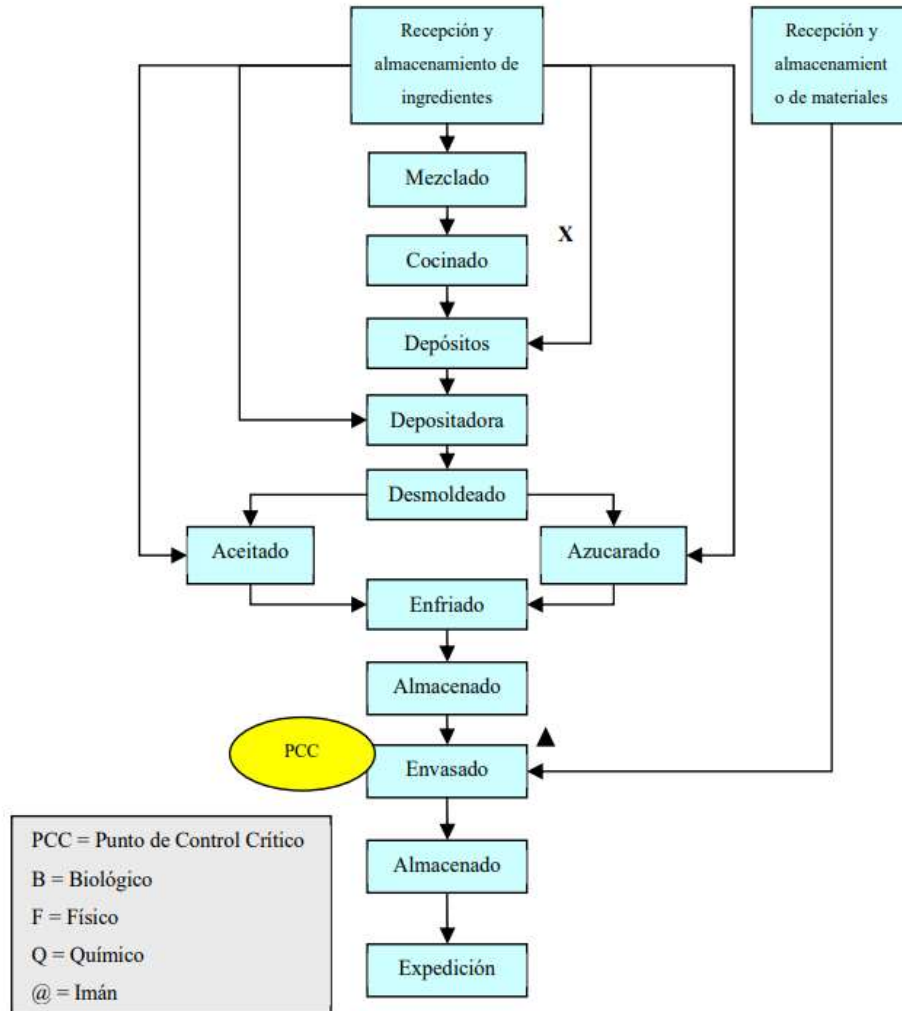 Recepción y
almacenamiento de
ingredientes
Recepción y
almacenamient
o de materiales
Mezclado
X
Cocinado
Depósitos
Depositadora
Desmoldeado
Aceitado
Azucarado
Enfriado
Almacenado
PCC
Envasado
Almacenado
Expedición
PCC = Punto de Control Crítico
B = Biológico
F = Físico
Q = Químico
@ = Imán